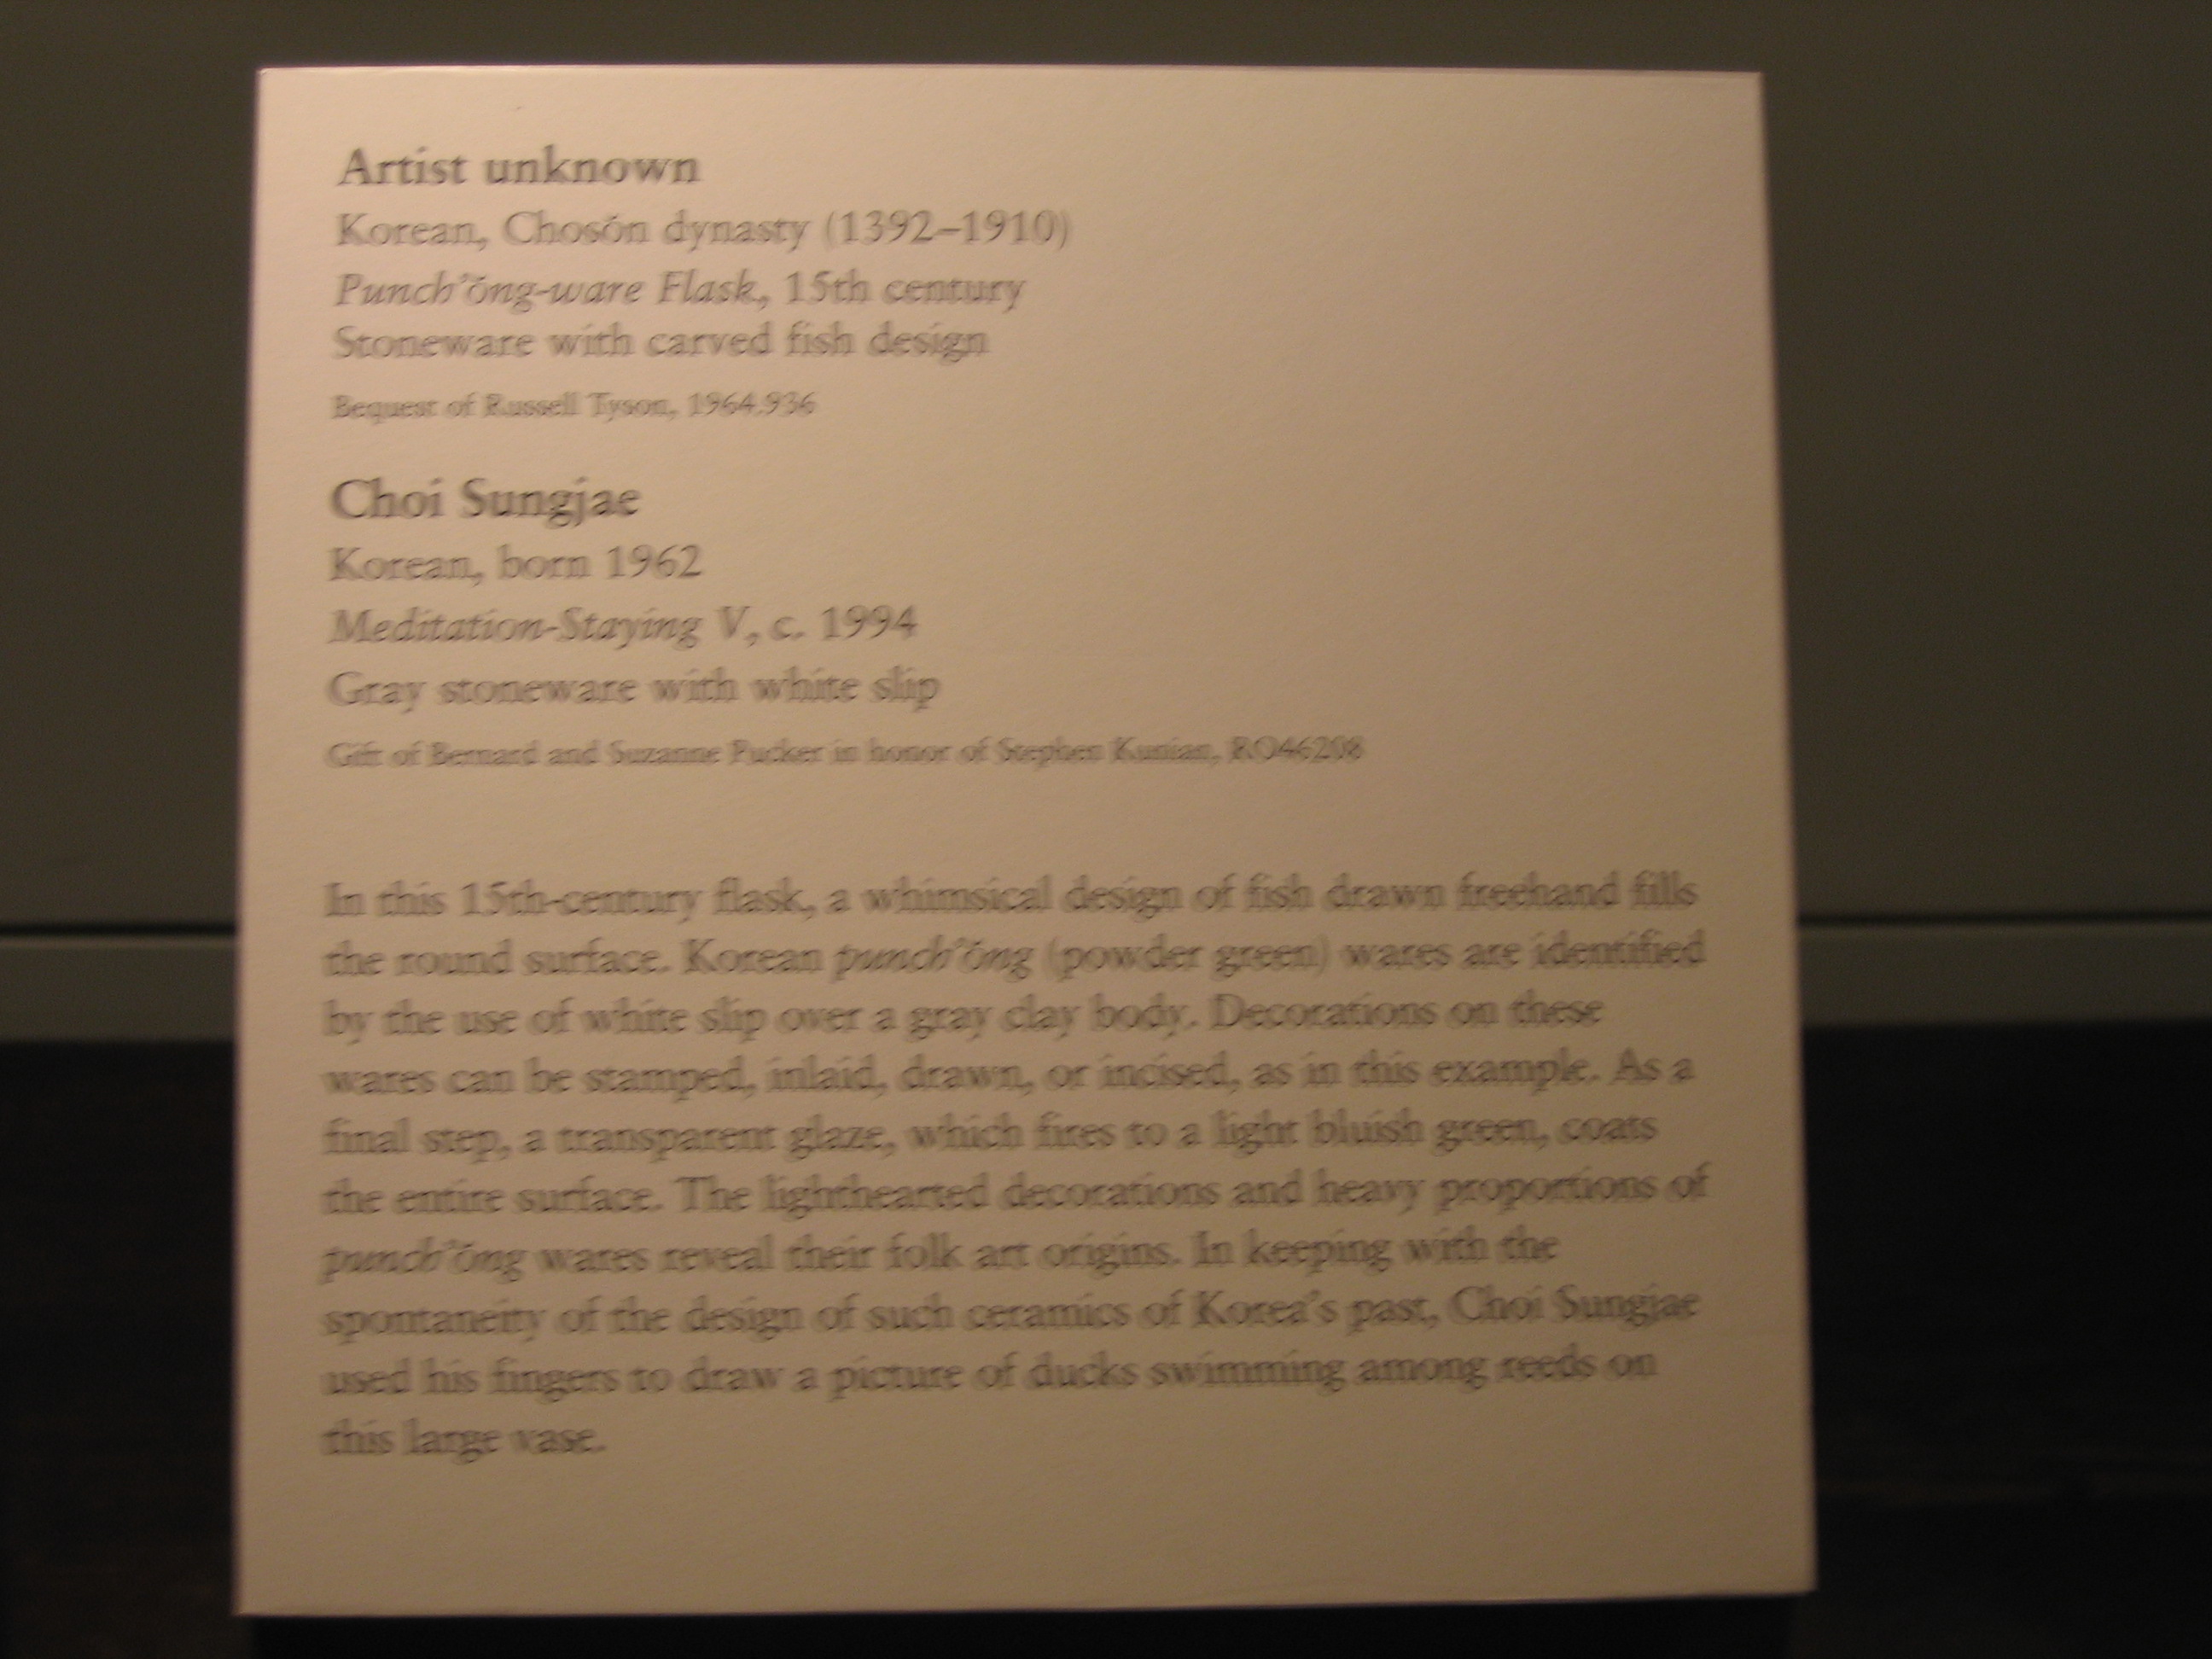 Artist unknown
Korean, Chosŏn dynasty (1392–1910)
Punch'ŏng-ware Flask, 15th century
Stoneware with carved fish design
Bequest of Russell Tyson, 1964.936
Choi Sungjae
Korean, born 1962
Meditation-Staying V, c. 1994
Gray stoneware with white slip
Gift of Bernard and Suzanne Pucker in honor of Stephen Kunian, RO46208
In this 15th-century flask, a whimsical design of fish drawn freehand fills
the round surface. Korean punch'ŏng (powder green) wares are identified
by the use of white slip over a gray clay body. Decorations on these
wares can be stamped, inlaid, drawn, or incised, as in this example. As a
final step, a transparent glaze, which fires to a light bluish green, coats
the entire surface. The lighthearted decorations and heavy proportions of
punch'ŏng wares reveal their folk art origins. In keeping with the
spontaneity of the design of such ceramics of Korea's past, Choi Sungjae
used his fingers to draw a picture of ducks swimming among reeds on
this large vase.